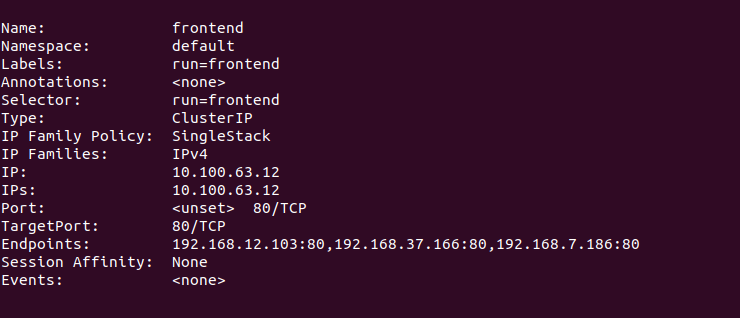 Name: frontend
Namespace: default
Labels: run=frontend
Annotations: <none>
Selector: run=frontend
Type: ClusterIP
IP Family Policy: SingleStack
IP Families: IPv4
IP: 10.100.63.12
IPs: 10.100.63.12
Port: <unset> 80/TCP
TargetPort: 80/TCP
Endpoints: 192.168.12.103:80,192.168.37.166:80,192.168.7.186:80
Session Affinity: None
Events: <none>